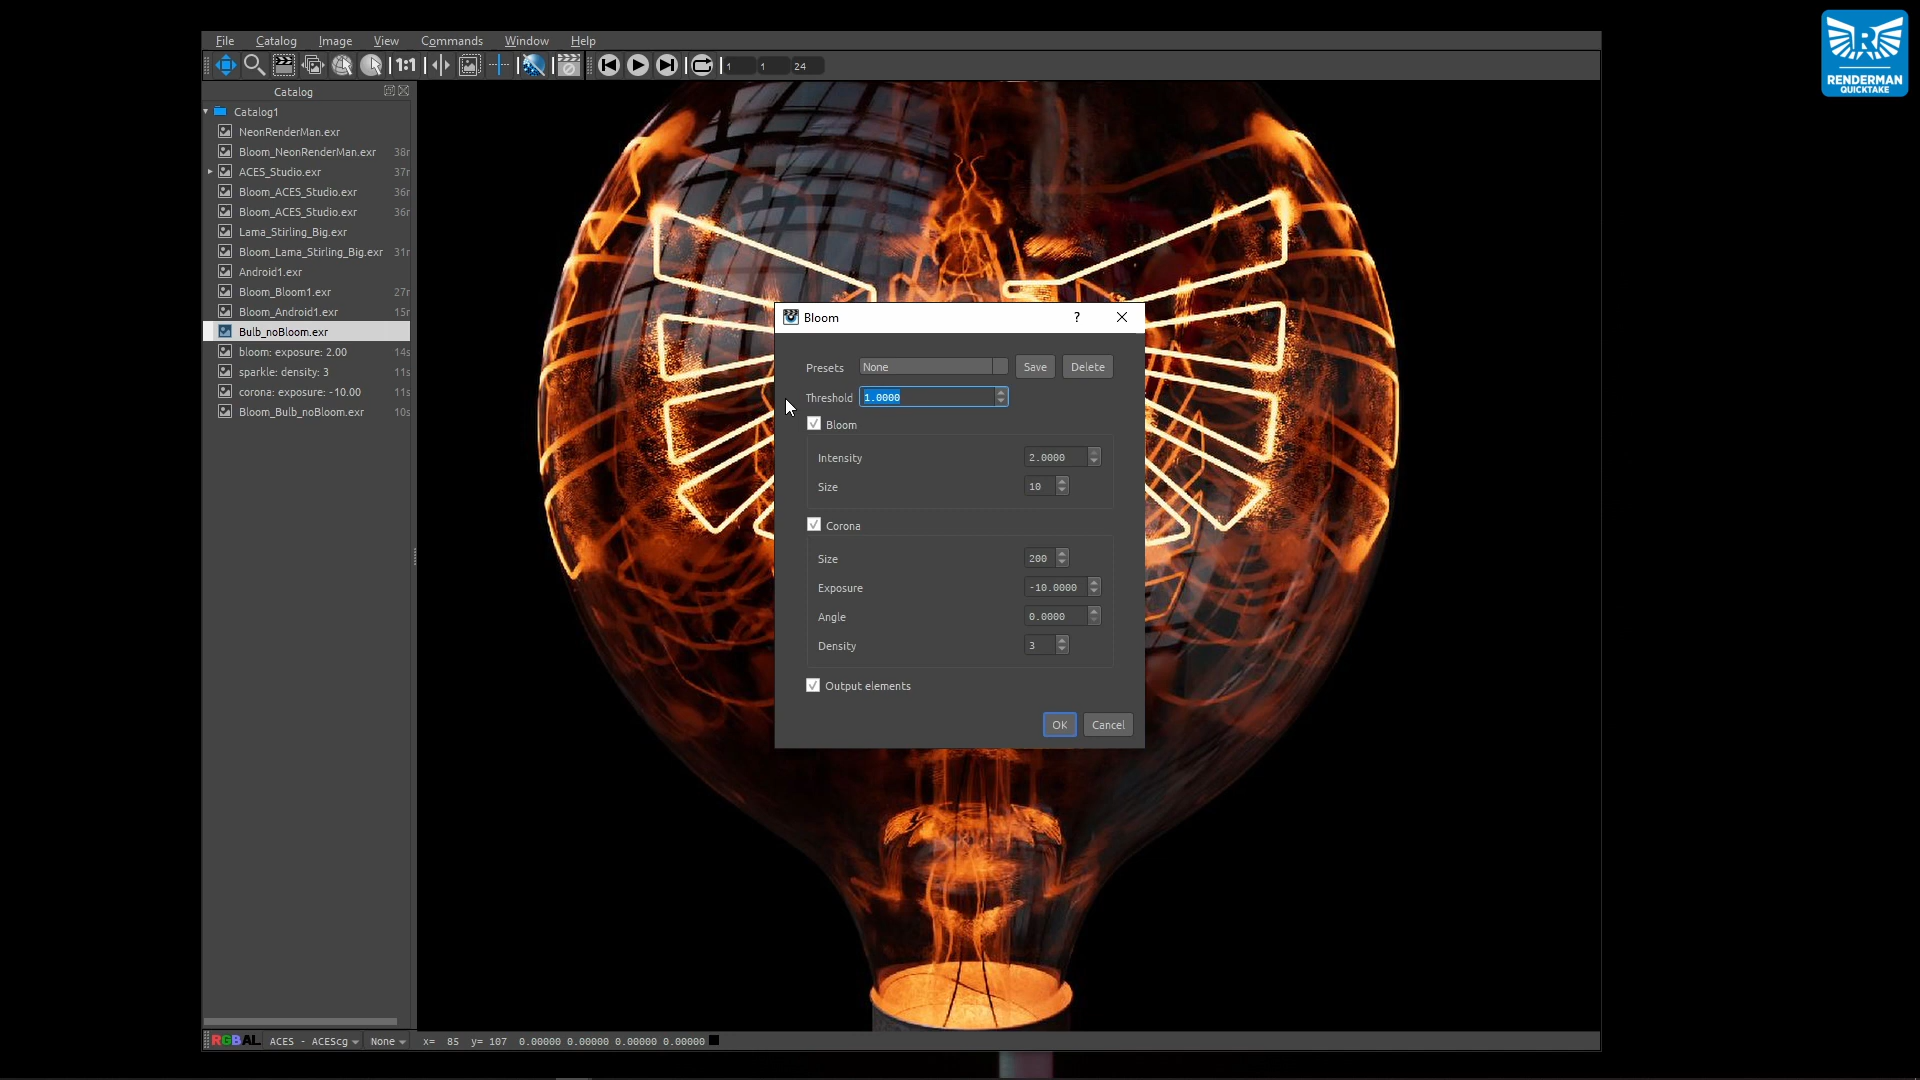 File Catalog Image View Commands Window Help
1:1 1 1 24
Catalog
Catalog1
NeonRenderMan.exr
Bloom_NeonRenderMan.exr 38r
ACES_Studio.exr 37r
Bloom_ACES_Studio.exr 36r
Bloom_ACES_Studio.exr 36r
Lama_Stirling_Big.exr
Bloom_Lama_Stirling_Big.exr 31r
Android1.exr
Bloom_Bloom1.exr 27r
Bloom_Android1.exr 15r
Bulb_noBloom.exr
bloom: exposure: 2.00 14s
sparkle: density: 3 11s
corona: exposure: -10.00 11s
Bloom_Bulb_noBloom.exr 10s
Bloom ?
Presets None Save Delete
Threshold 1.0000
Bloom
Intensity 2.0000
Size 10
Corona
Size 200
Exposure -10.0000
Angle 0.0000
Density 3
Output elements
OK Cancel
RGBAL ACES - ACEScg None x= 85 y= 107 0.00000 0.00000 0.00000 0.00000
R
RENDERMAN
QUICKTAKE